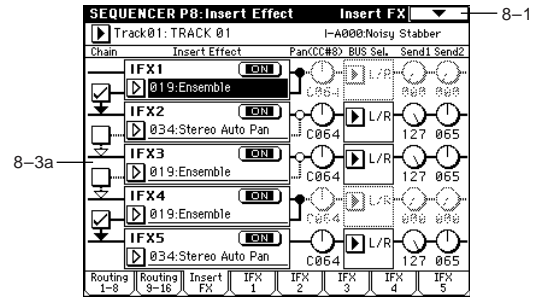 SEQUENCER P8:Insert Effect Insert FX
8–1
Track01: TRACK 01 I-A000:Noisy Stabber
Chain Insert Effect Pan(CC#8) BUS Sel. Send1 Send2
IFX1 ON
019:Ensemble C064 L/R 000 000
IFX2 ON
034:Stereo Auto Pan C064 L/R 127 065
8–3a
IFX3 ON
019:Ensemble C064 L/R 127 065
IFX4 ON
019:Ensemble C064 L/R 000 000
IFX5 ON
034:Stereo Auto Pan C064 L/R 127 065
Routing 1-8 Routing 9-16 Insert FX IFX 1 IFX 2 IFX 3 IFX 4 IFX 5